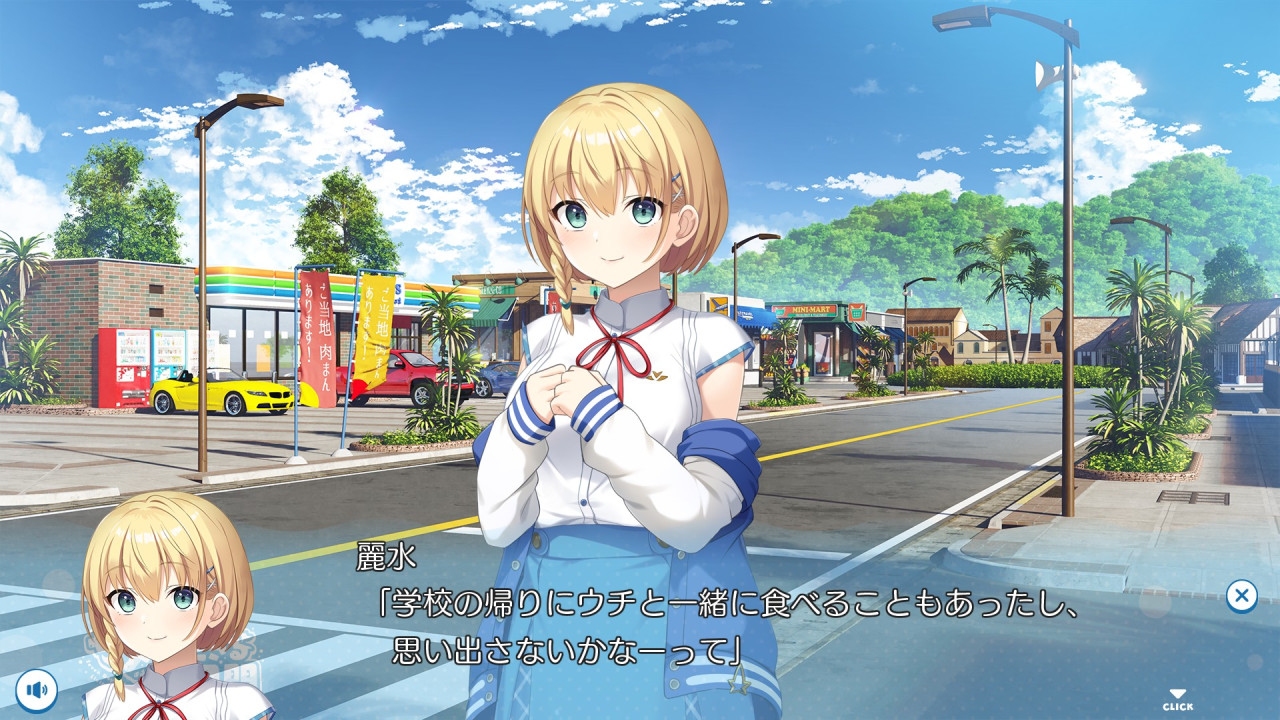 ご当地 肉まん
あります！
ご当地
あります！
MINI-MART
麗水
「学校の帰りにウチと一緒に食べることもあったし、
思い出さないかなーって」
CLICK